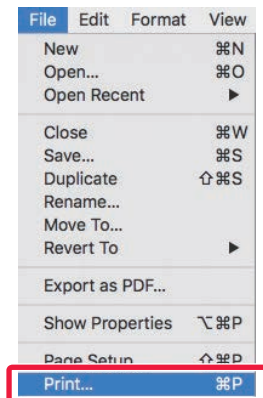 File Edit Format View
New ⌘N
Open... ⌘O
Open Recent ▶
Close ⌘W
Save... ⌘S
Duplicate ⇧⌘S
Rename...
Move To...
Revert To ▶
Export as PDF...
Show Properties ⌥⌘P
Page Setup ⇧⌘P
Print... ⌘P